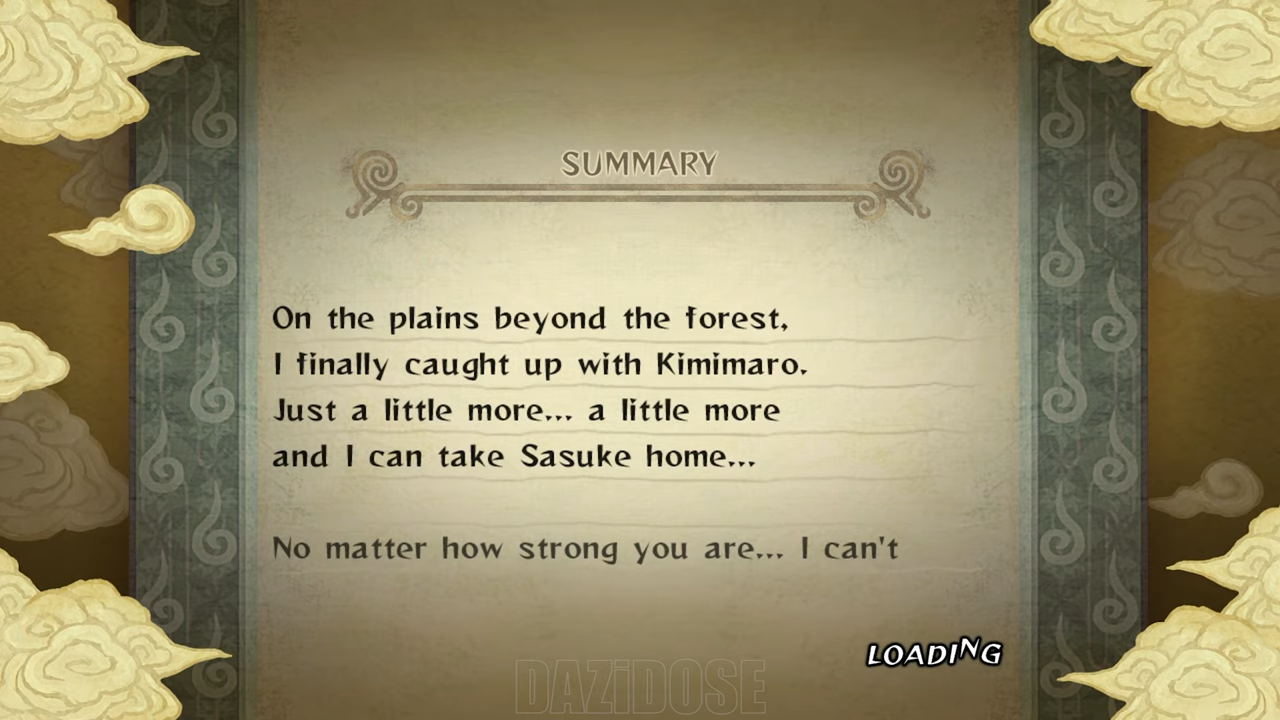 SUMMARY
On the plains beyond the forest,
I finally caught up with Kimimaro.
Just a little more... a little more
and I can take Sasuke home...
No matter how strong you are... I can't
LOADING
DAZiDOSE